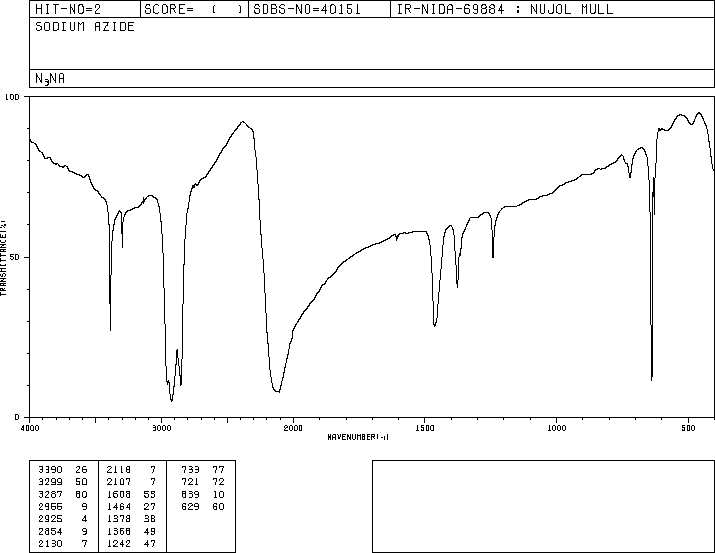 HIT-NO=2 SCORE= ( ) SDBS-NO=40151 IR-NIDA-69884 : NUJOL MULL
SODIUM AZIDE
N3NA
100
TRANSMITTANCE(%)
50
0
4000 3000 2000 1500 1000 500
WAVENUMBER(-1)
3390 26 2118 7 733 77
3299 50 2107 7 721 72
3287 60 1608 55 639 10
2956 9 1464 27 629 60
2925 4 1378 38
2854 9 1368 49
2130 7 1242 47